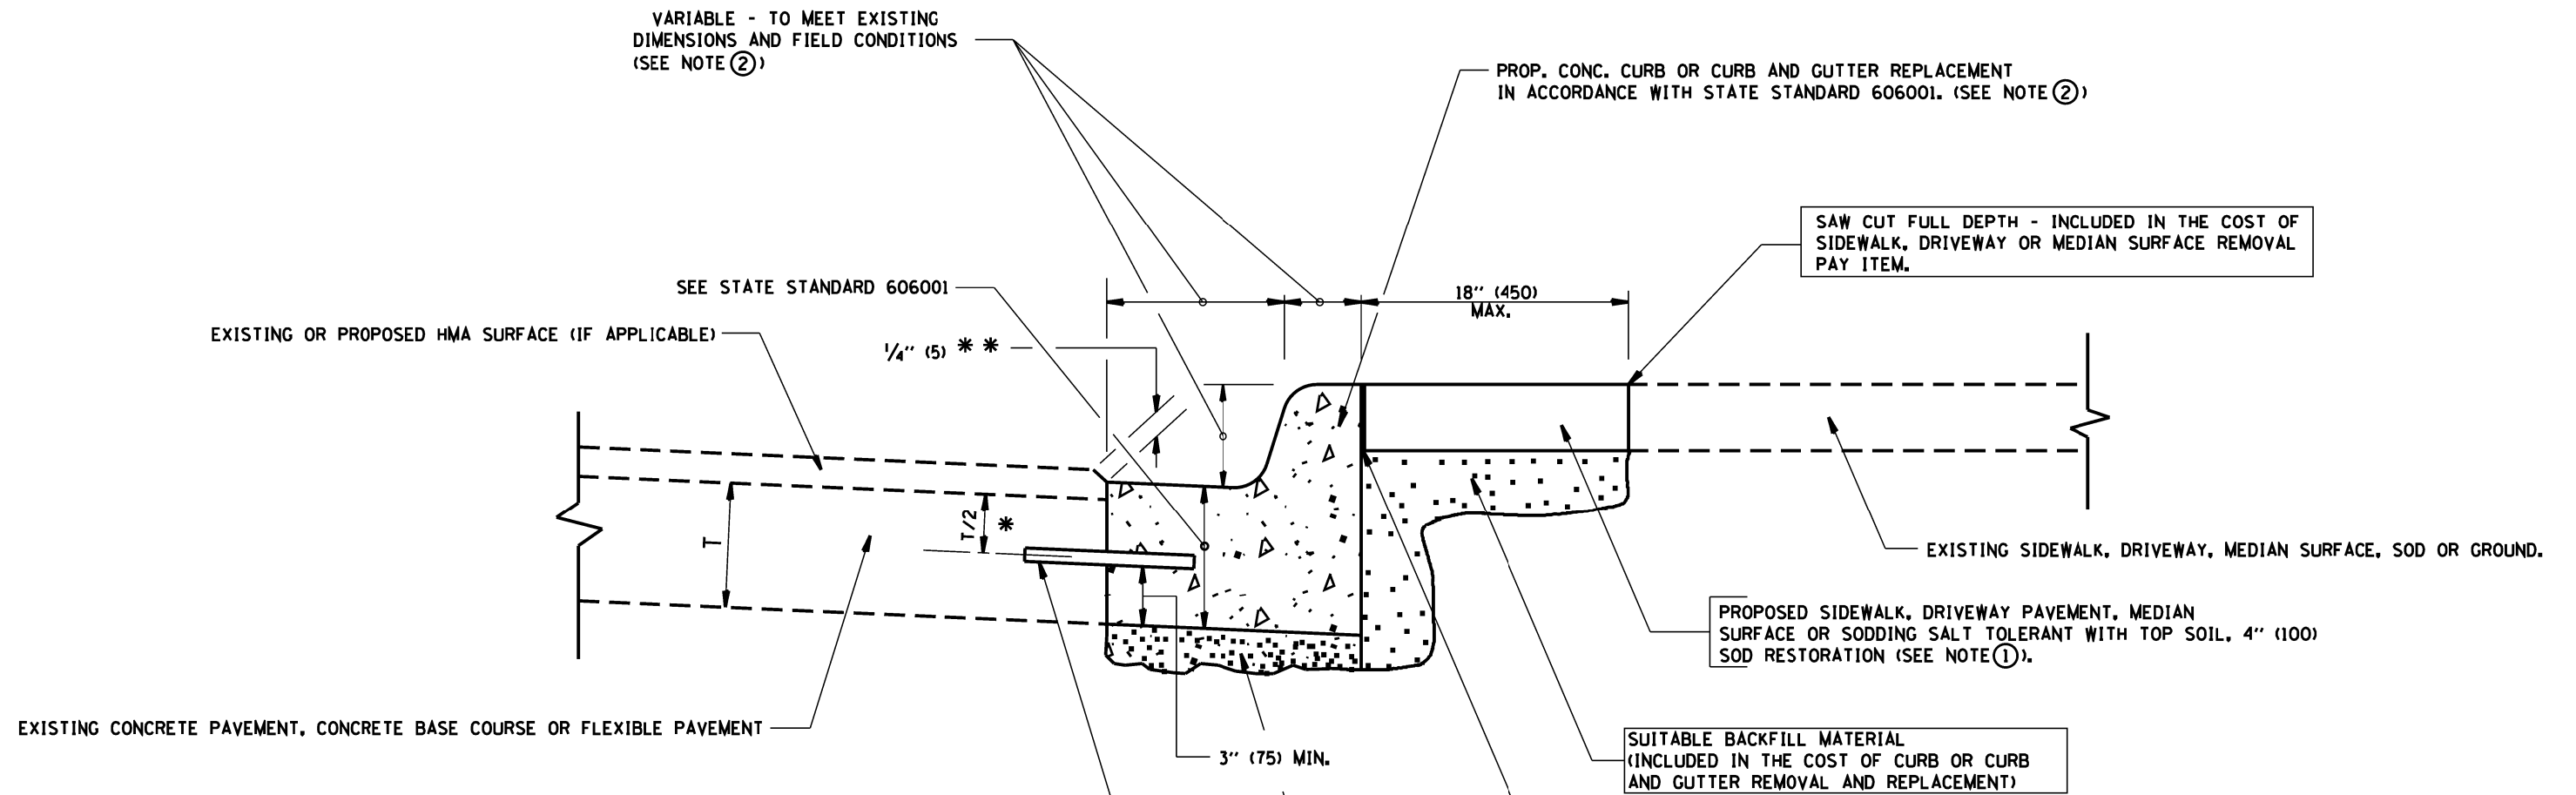 VARIABLE - TO MEET EXISTING
DIMENSIONS AND FIELD CONDITIONS
(SEE NOTE ②)
PROP. CONC. CURB OR CURB AND GUTTER REPLACEMENT
IN ACCORDANCE WITH STATE STANDARD 606001. (SEE NOTE ②)
SAW CUT FULL DEPTH - INCLUDED IN THE COST OF
SIDEWALK, DRIVEWAY OR MEDIAN SURFACE REMOVAL
PAY ITEM.
SEE STATE STANDARD 606001
18" (450)
MAX.
EXISTING OR PROPOSED HMA SURFACE (IF APPLICABLE)
1/4" (5) * *
T
T/2 *
EXISTING SIDEWALK, DRIVEWAY, MEDIAN SURFACE, SOD OR GROUND.
PROPOSED SIDEWALK, DRIVEWAY PAVEMENT, MEDIAN
SURFACE OR SODDING SALT TOLERANT WITH TOP SOIL, 4" (100)
SOD RESTORATION (SEE NOTE ①).
EXISTING CONCRETE PAVEMENT, CONCRETE BASE COURSE OR FLEXIBLE PAVEMENT
3" (75) MIN.
SUITABLE BACKFILL MATERIAL
(INCLUDED IN THE COST OF CURB OR CURB
AND GUTTER REMOVAL AND REPLACEMENT)